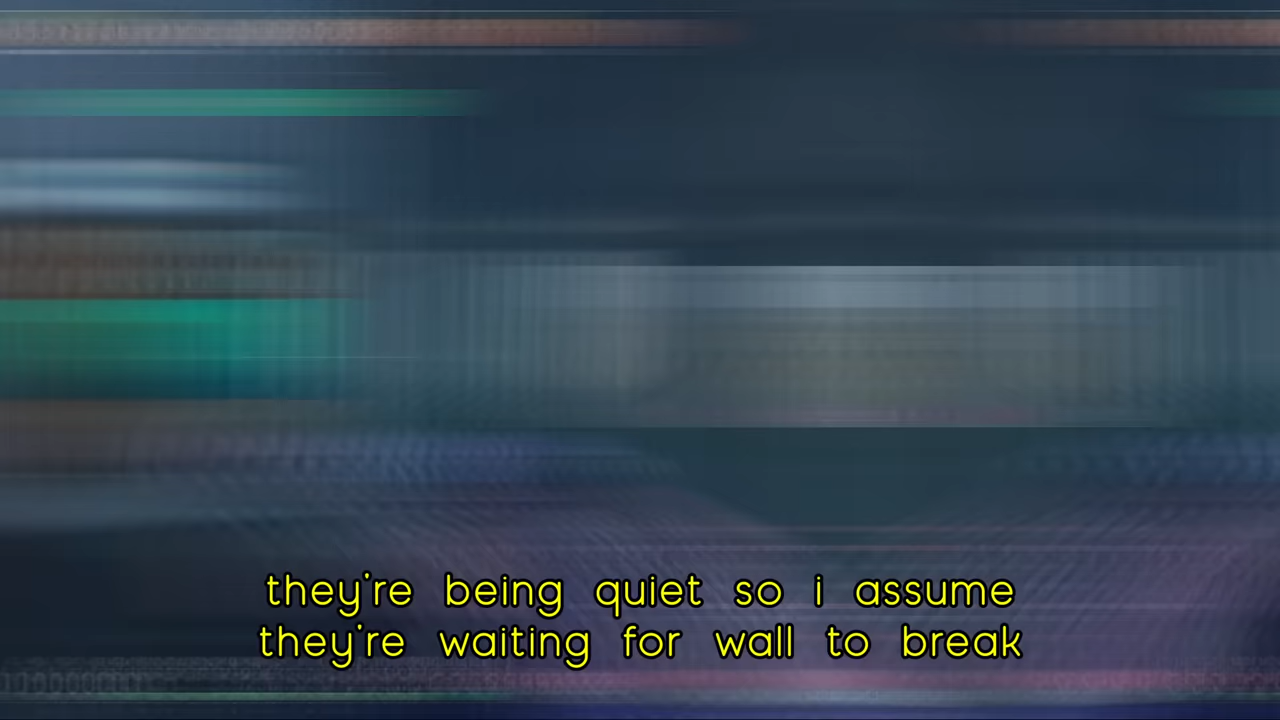 they're being quiet so i assume
they're waiting for wall to break